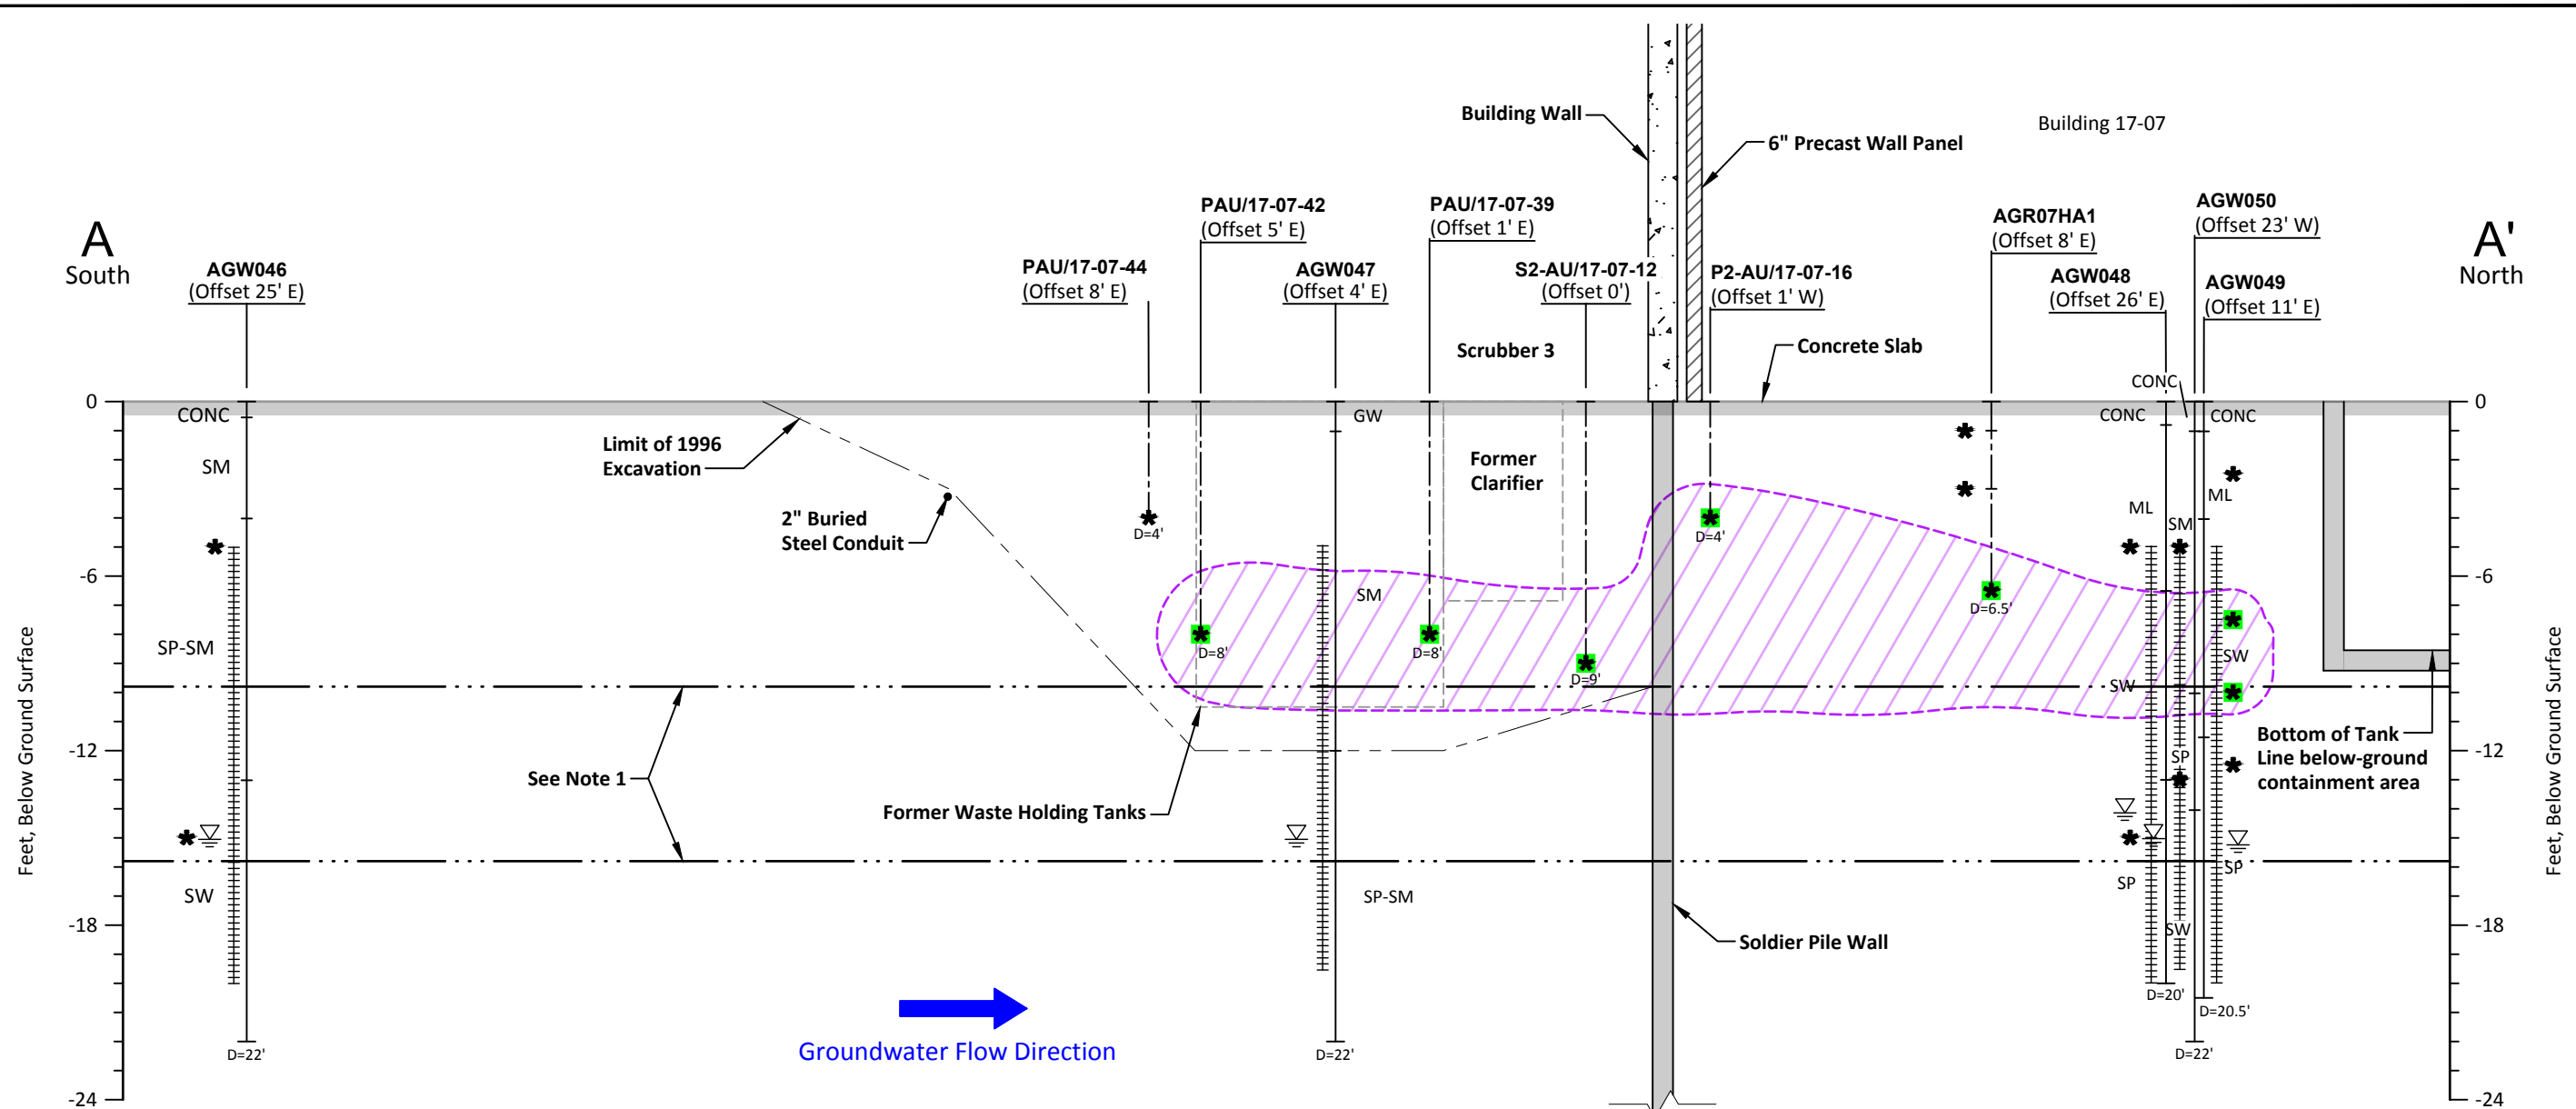 Building Wall
6" Precast Wall Panel
Building 17-07
A
South
AGW046
(Offset 25' E)
PAU/17-07-44
(Offset 8' E)
PAU/17-07-42
(Offset 5' E)
AGW047
(Offset 4' E)
PAU/17-07-39
(Offset 1' E)
S2-AU/17-07-12
(Offset 0')
P2-AU/17-07-16
(Offset 1' W)
AGR07HA1
(Offset 8' E)
AGW048
(Offset 26' E)
AGW050
(Offset 23' W)
AGW049
(Offset 11' E)
A'
North
Scrubber 3
Concrete Slab
CONC
0
CONC
GW
CONC
CONC
0
Limit of 1996
Excavation
SM
Former
Clarifier
ML
SM
ML
2" Buried
Steel Conduit
D=4'
D=4'
-6
SM
D=6.5'
-6
SP-SM
D=8'
D=8'
D=9'
SW
SW
-12
See Note 1
Former Waste Holding Tanks
SP
Bottom of Tank
Line below-ground
containment area
-12
SW
SP-SM
SP
SP
-18
Soldier Pile Wall
SW
-18
Groundwater Flow Direction
D=22'
D=22'
D=20'
D=20.5'
D=22'
-24
-24
Feet, Below Ground Surface
Feet, Below Ground Surface